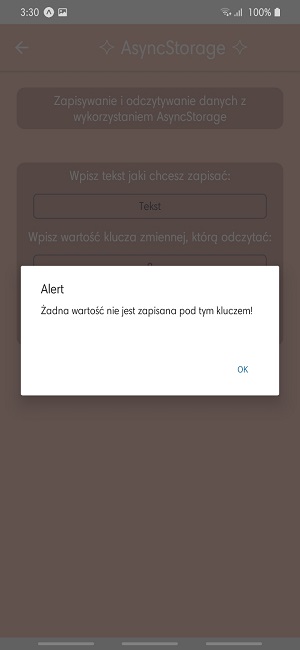 3:30 100%
✧ AsyncStorage ✧
Zapisywanie i odczytywanie danych z
wykorzystaniem AsyncStorage
Wpisz tekst jaki chcesz zapisać:
Tekst
Wpisz wartość klucza zmiennej, którą odczytać:
Alert
Żadna wartość nie jest zapisana pod tym kluczem!
OK